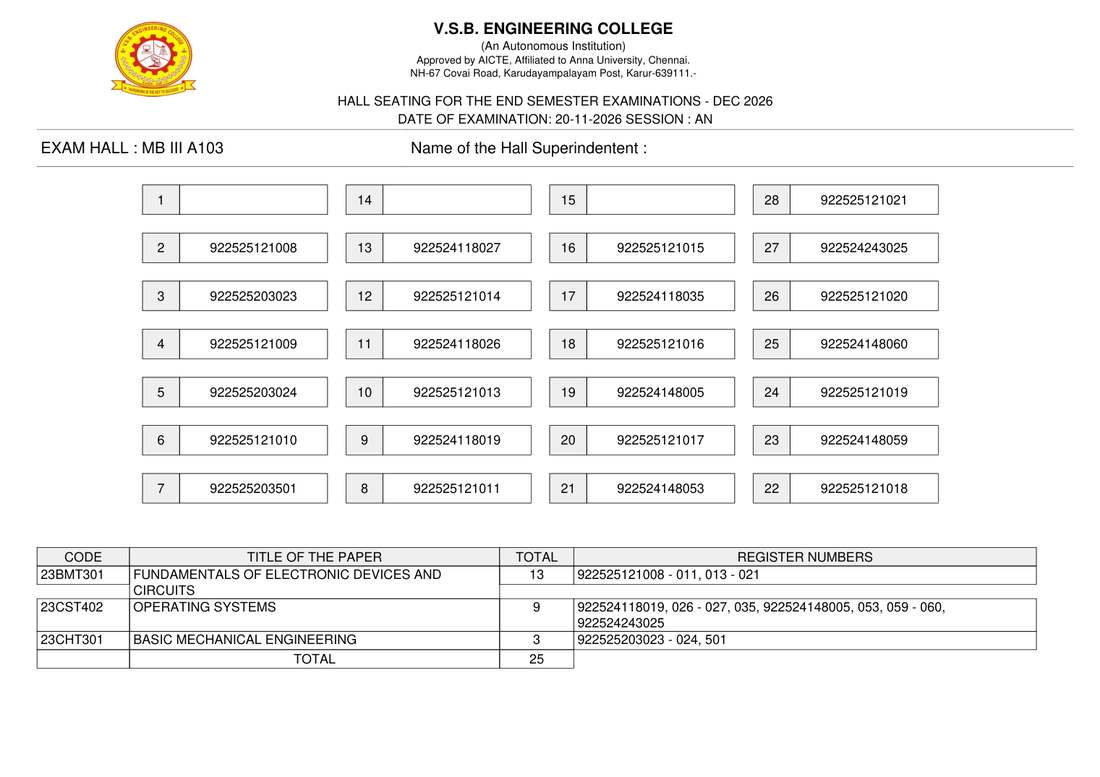 V.S.B. ENGINEERING COLLEGE
(An Autonomous Institution)
Approved by AICTE, Affiliated to Anna University, Chennai.
NH-67 Covai Road, Karudayampalayam Post, Karur-639111.-
HALL SEATING FOR THE END SEMESTER EXAMINATIONS - DEC 2026
DATE OF EXAMINATION: 20-11-2026 SESSION : AN
EXAM HALL : MB III A103 Name of the Hall Superindentent :
1 14 15 28 922525121021
2 922525121008 13 922524118027 16 922525121015 27 922524243025
3 922525203023 12 922525121014 17 922524118035 26 922525121020
4 922525121009 11 922524118026 18 922525121016 25 922524148060
5 922525203024 10 922525121013 19 922524148005 24 922525121019
6 922525121010 9 922524118019 20 922525121017 23 922524148059
7 922525203501 8 922525121011 21 922524148053 22 922525121018
CODE TITLE OF THE PAPER TOTAL REGISTER NUMBERS
23BMT301 FUNDAMENTALS OF ELECTRONIC DEVICES AND 13 922525121008 - 011, 013 - 021
CIRCUITS
23CST402 OPERATING SYSTEMS 9 922524118019, 026 - 027, 035, 922524148005, 053, 059 - 060,
922524243025
23CHT301 BASIC MECHANICAL ENGINEERING 3 922525203023 - 024, 501
TOTAL 25